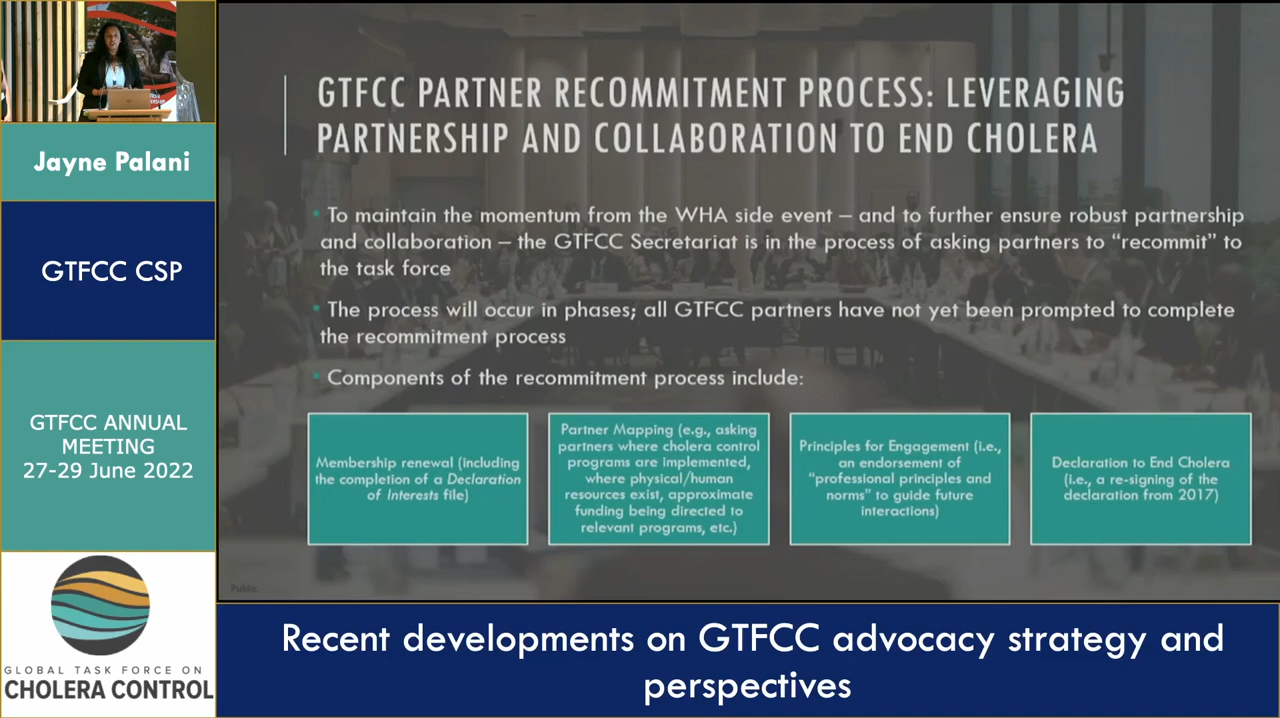 Jayne Palani
GTFCC CSP
GTFCC ANNUAL
MEETING
27-29 June 2022
GLOBAL TASK FORCE ON
CHOLERA CONTROL
GTFCC PARTNER RECOMMITMENT PROCESS: LEVERAGING
PARTNERSHIP AND COLLABORATION TO END CHOLERA
• To maintain the momentum from the WHA side event – and to further ensure robust partnership
and collaboration – the GTFCC Secretariat is in the process of asking partners to “recommit” to
the task force
• The process will occur in phases; all GTFCC partners have not yet been prompted to complete
the recommitment process
• Components of the recommitment process include:
Membership renewal (including
the completion of a Declaration
of Interests file)
Partner Mapping (e.g., asking
partners where cholera control
programs are implemented,
where physical/human
resources exist, approximate
funding being directed to
relevant programs, etc.)
Principles for Engagement (i.e.,
an endorsement of
“professional principles and
norms” to guide future
interactions)
Declaration to End Cholera
(i.e., a re-signing of the
declaration from 2017)
Public
Recent developments on GTFCC advocacy strategy and
perspectives